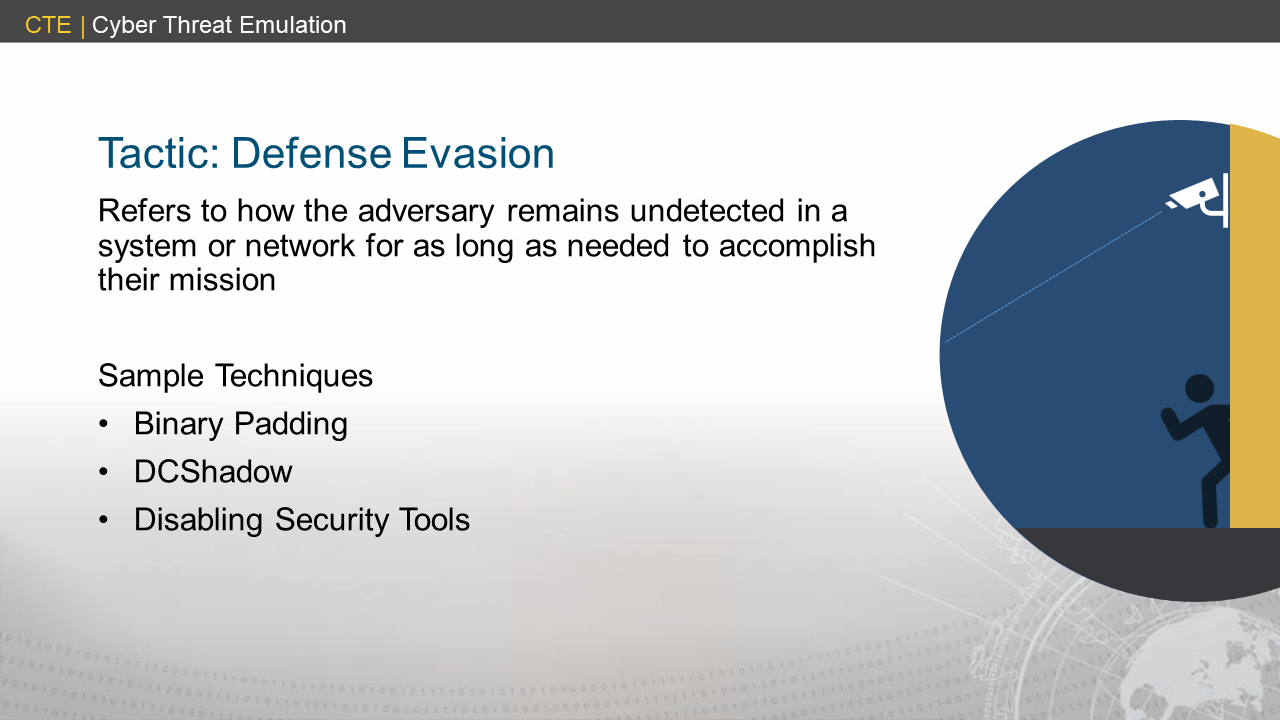 CTE | Cyber Threat Emulation
Tactic: Defense Evasion
Refers to how the adversary remains undetected in a
system or network for as long as needed to accomplish
their mission
Sample Techniques
• Binary Padding
• DCShadow
• Disabling Security Tools